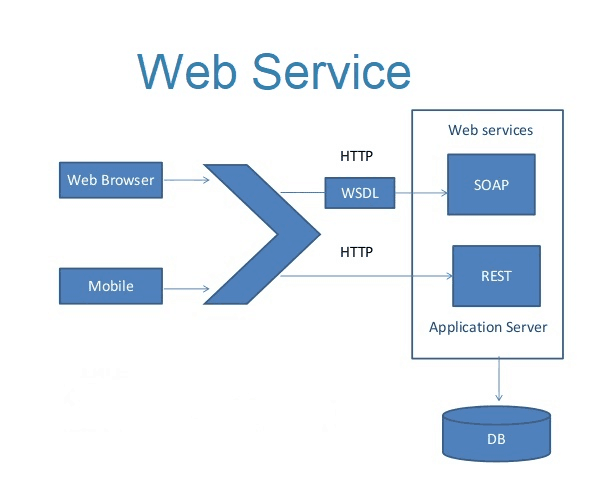 Web Service
Web services
HTTP
Web Browser
WSDL
SOAP
HTTP
Mobile
REST
Application Server
DB